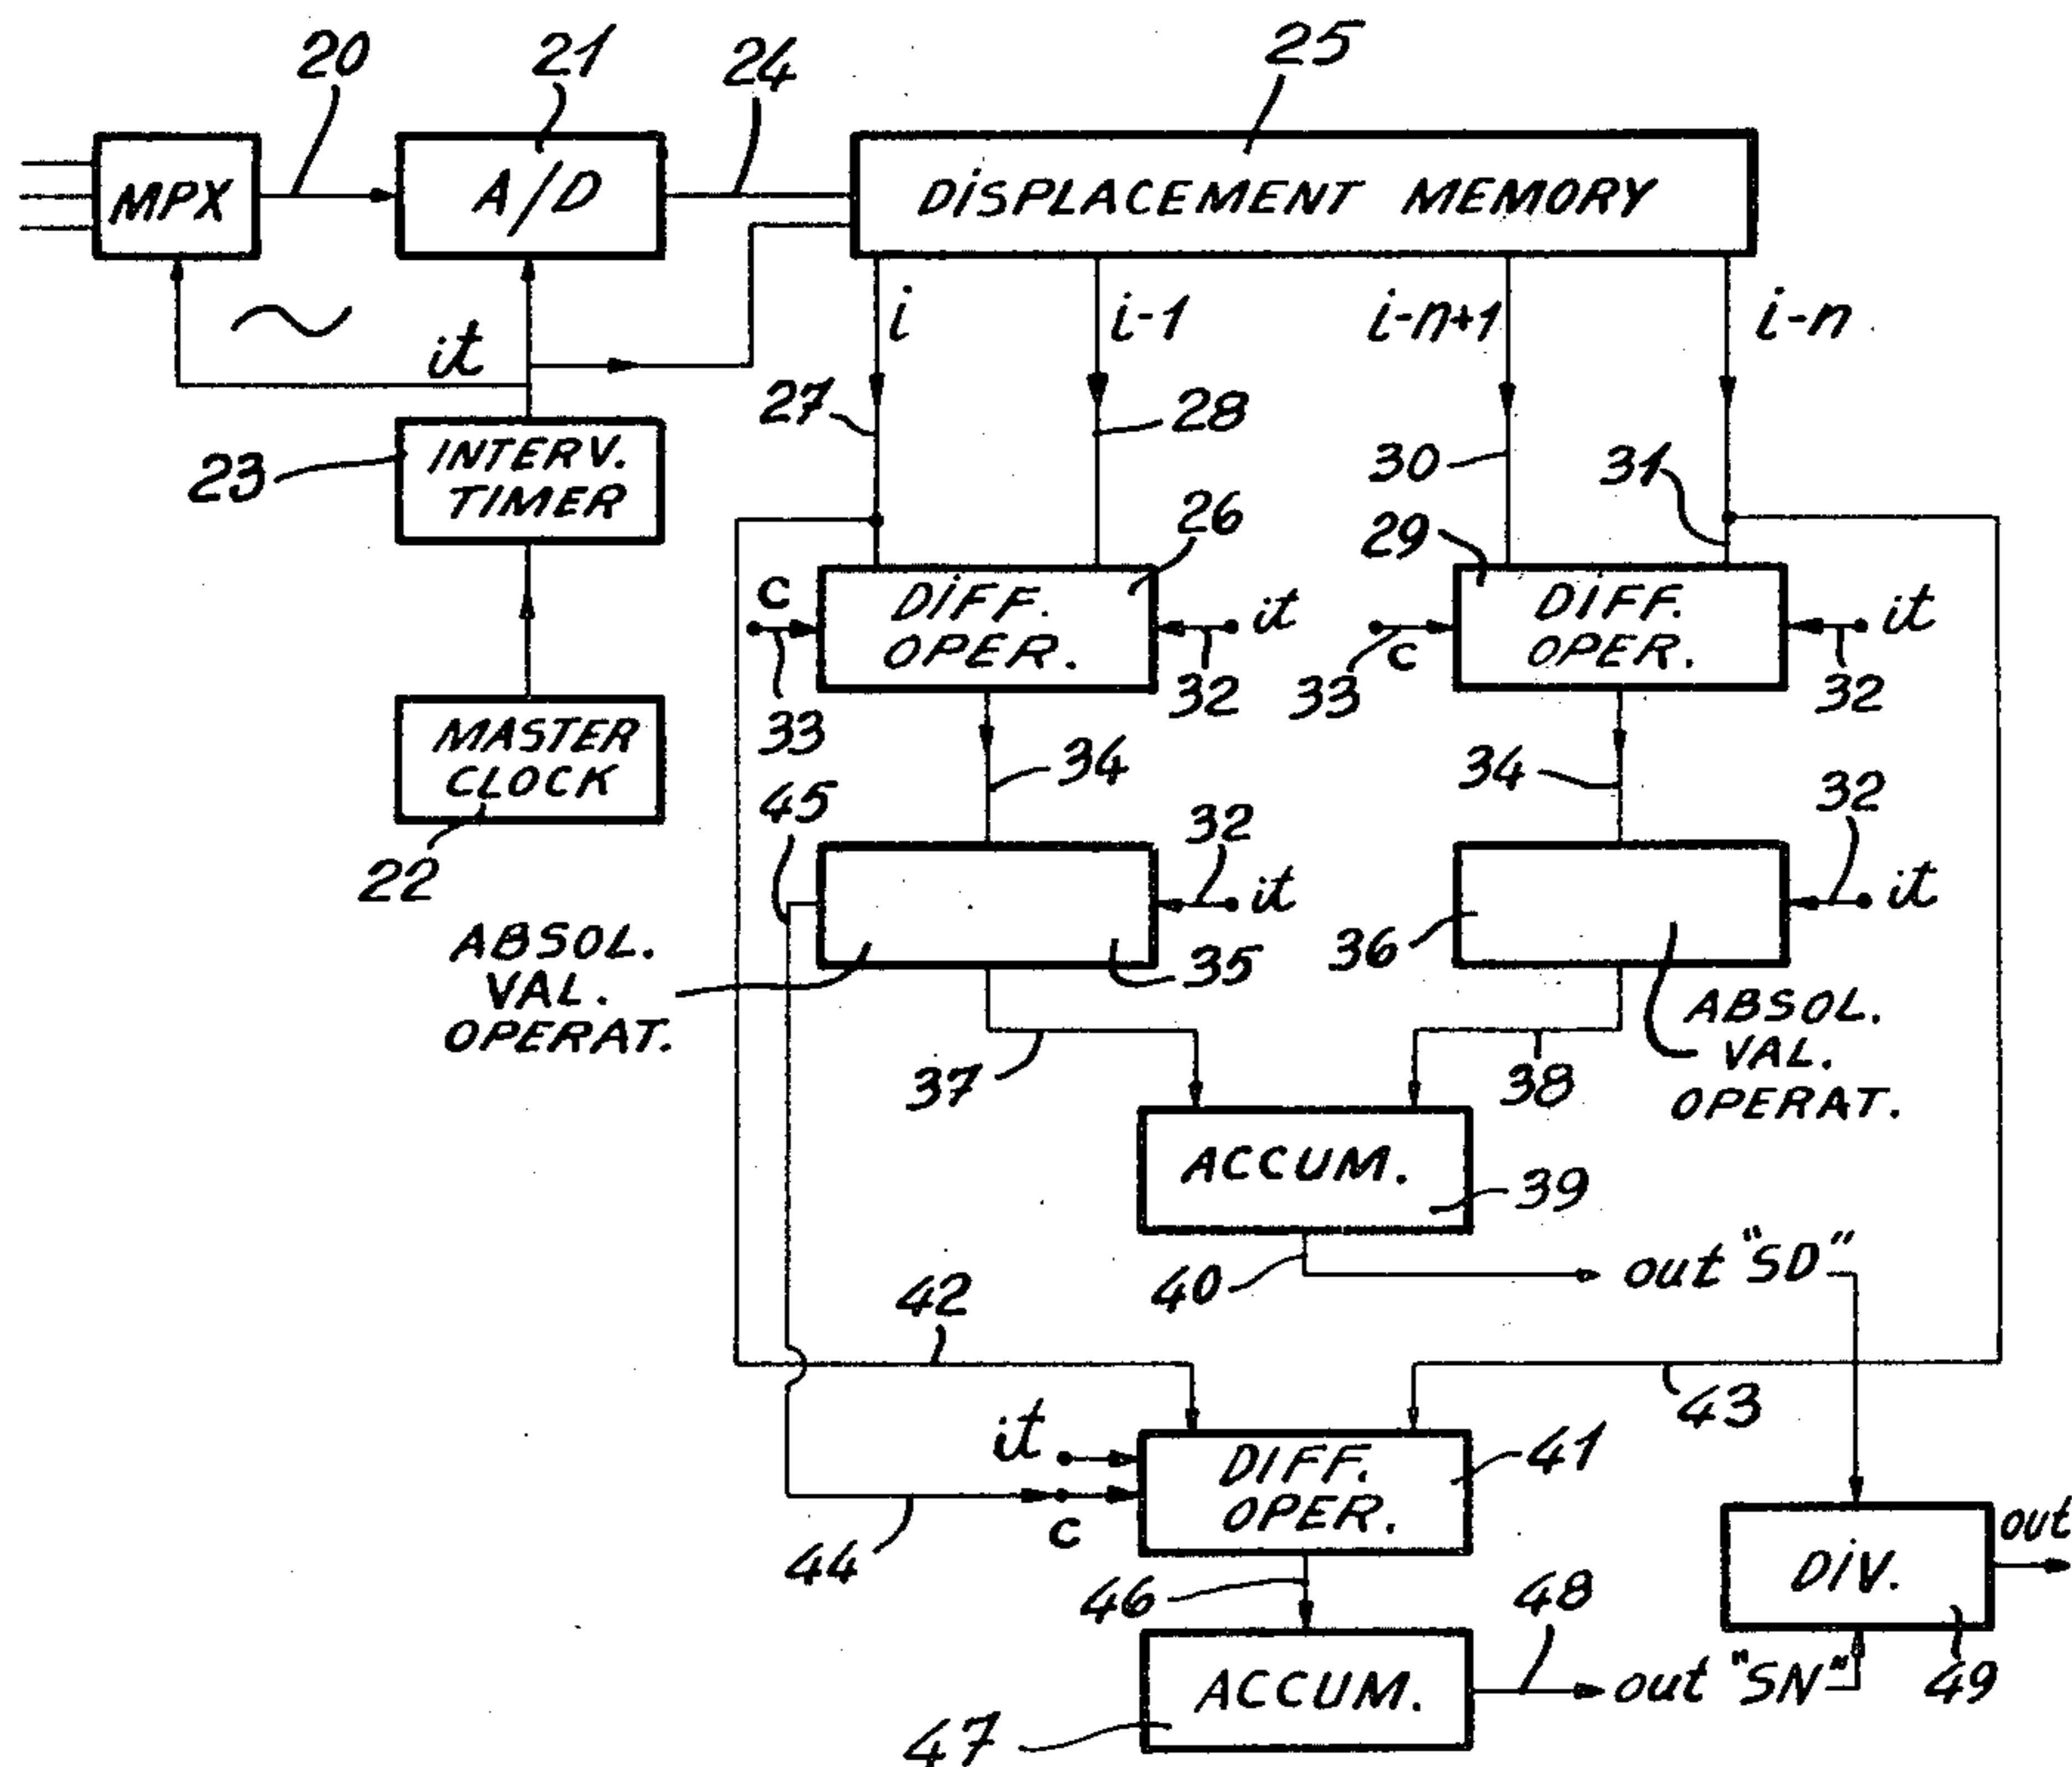 20
21
24
25
MPX
A/D
DISPLACEMENT MEMORY
it
i
i-1
i-n+1
i-n
27
28
30
31
23
INTERV.
TIMER
26
29
C
DIFF.
OPER.
it
C
DIFF.
OPER.
it
33
32
33
32
MASTER
CLOCK
22
45
34
34
32
32
it
it
ABSOL.
VAL.
OPERAT.
35
36
ABSOL.
VAL.
OPERAT.
37
38
ACCUM.
39
40
out "SD"
42
43
it
DIFF.
OPER.
41
C
44
46
48
DIV.
out
ACCUM.
out "SN"
49
47